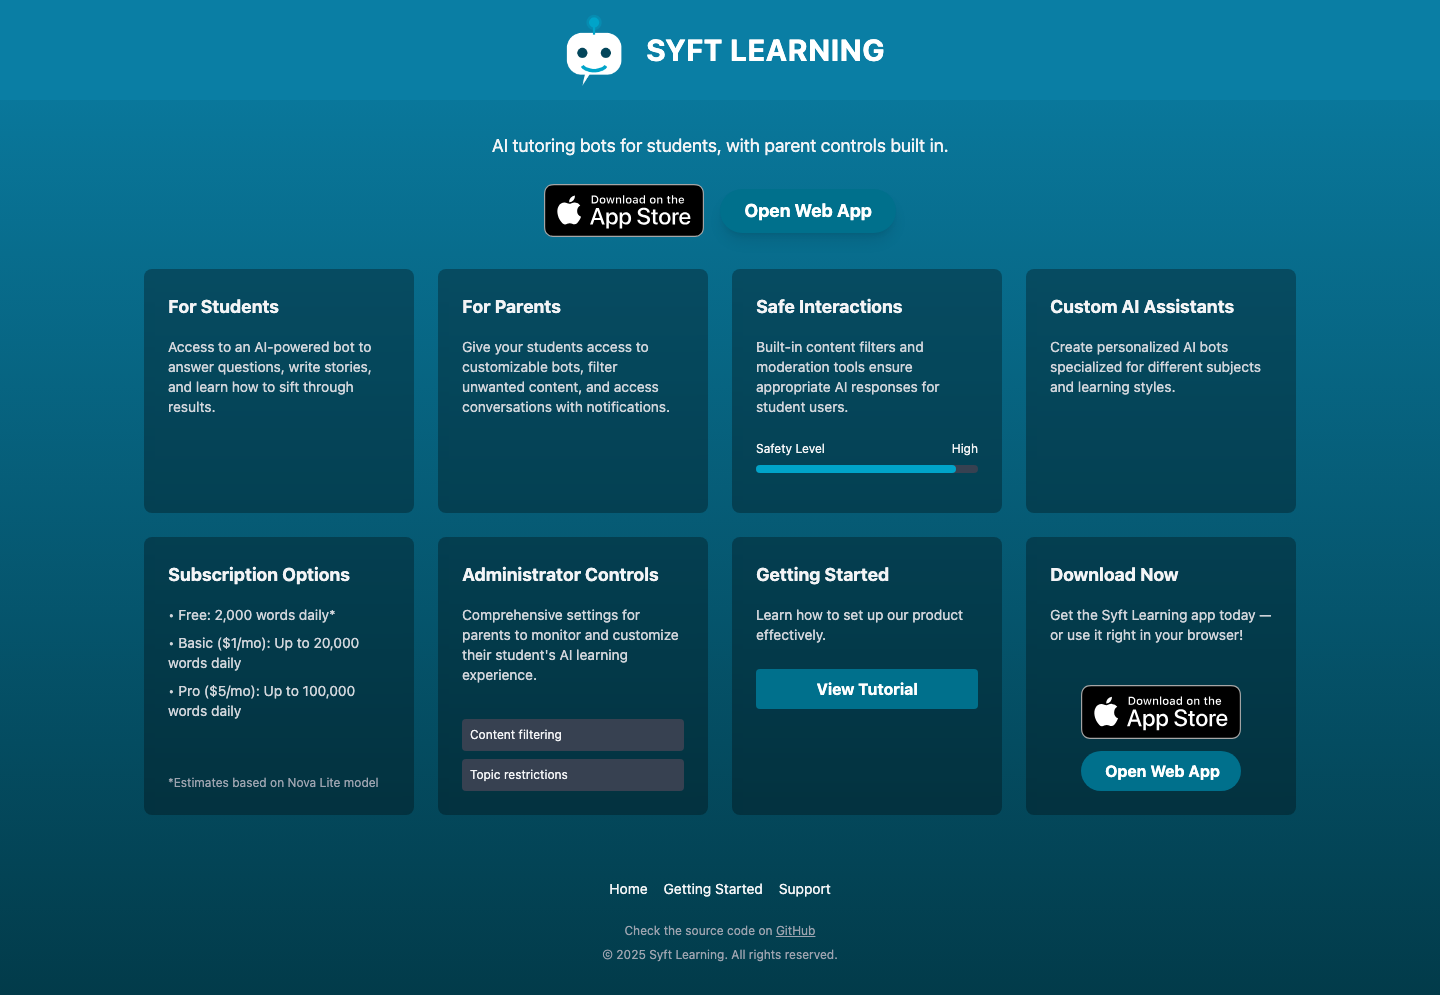 SYFT LEARNING
AI tutoring bots for students, with parent controls built in.
Download on the
App Store
Open Web App
For Students
Access to an AI-powered bot to
answer questions, write stories,
and learn how to sift through
results.
For Parents
Give your students access to
customizable bots, filter
unwanted content, and access
conversations with notifications.
Safe Interactions
Built-in content filters and
moderation tools ensure
appropriate AI responses for
student users.
Safety Level
High
Custom AI Assistants
Create personalized AI bots
specialized for different subjects
and learning styles.
Subscription Options
• Free: 2,000 words daily*
• Basic ($1/mo): Up to 20,000
words daily
• Pro ($5/mo): Up to 100,000
words daily
*Estimates based on Nova Lite model
Administrator Controls
Comprehensive settings for
parents to monitor and customize
their student's AI learning
experience.
Content filtering
Topic restrictions
Getting Started
Learn how to set up our product
effectively.
View Tutorial
Download Now
Get the Syft Learning app today —
or use it right in your browser!
Download on the
App Store
Open Web App
Home Getting Started Support
Check the source code on GitHub
© 2025 Syft Learning. All rights reserved.